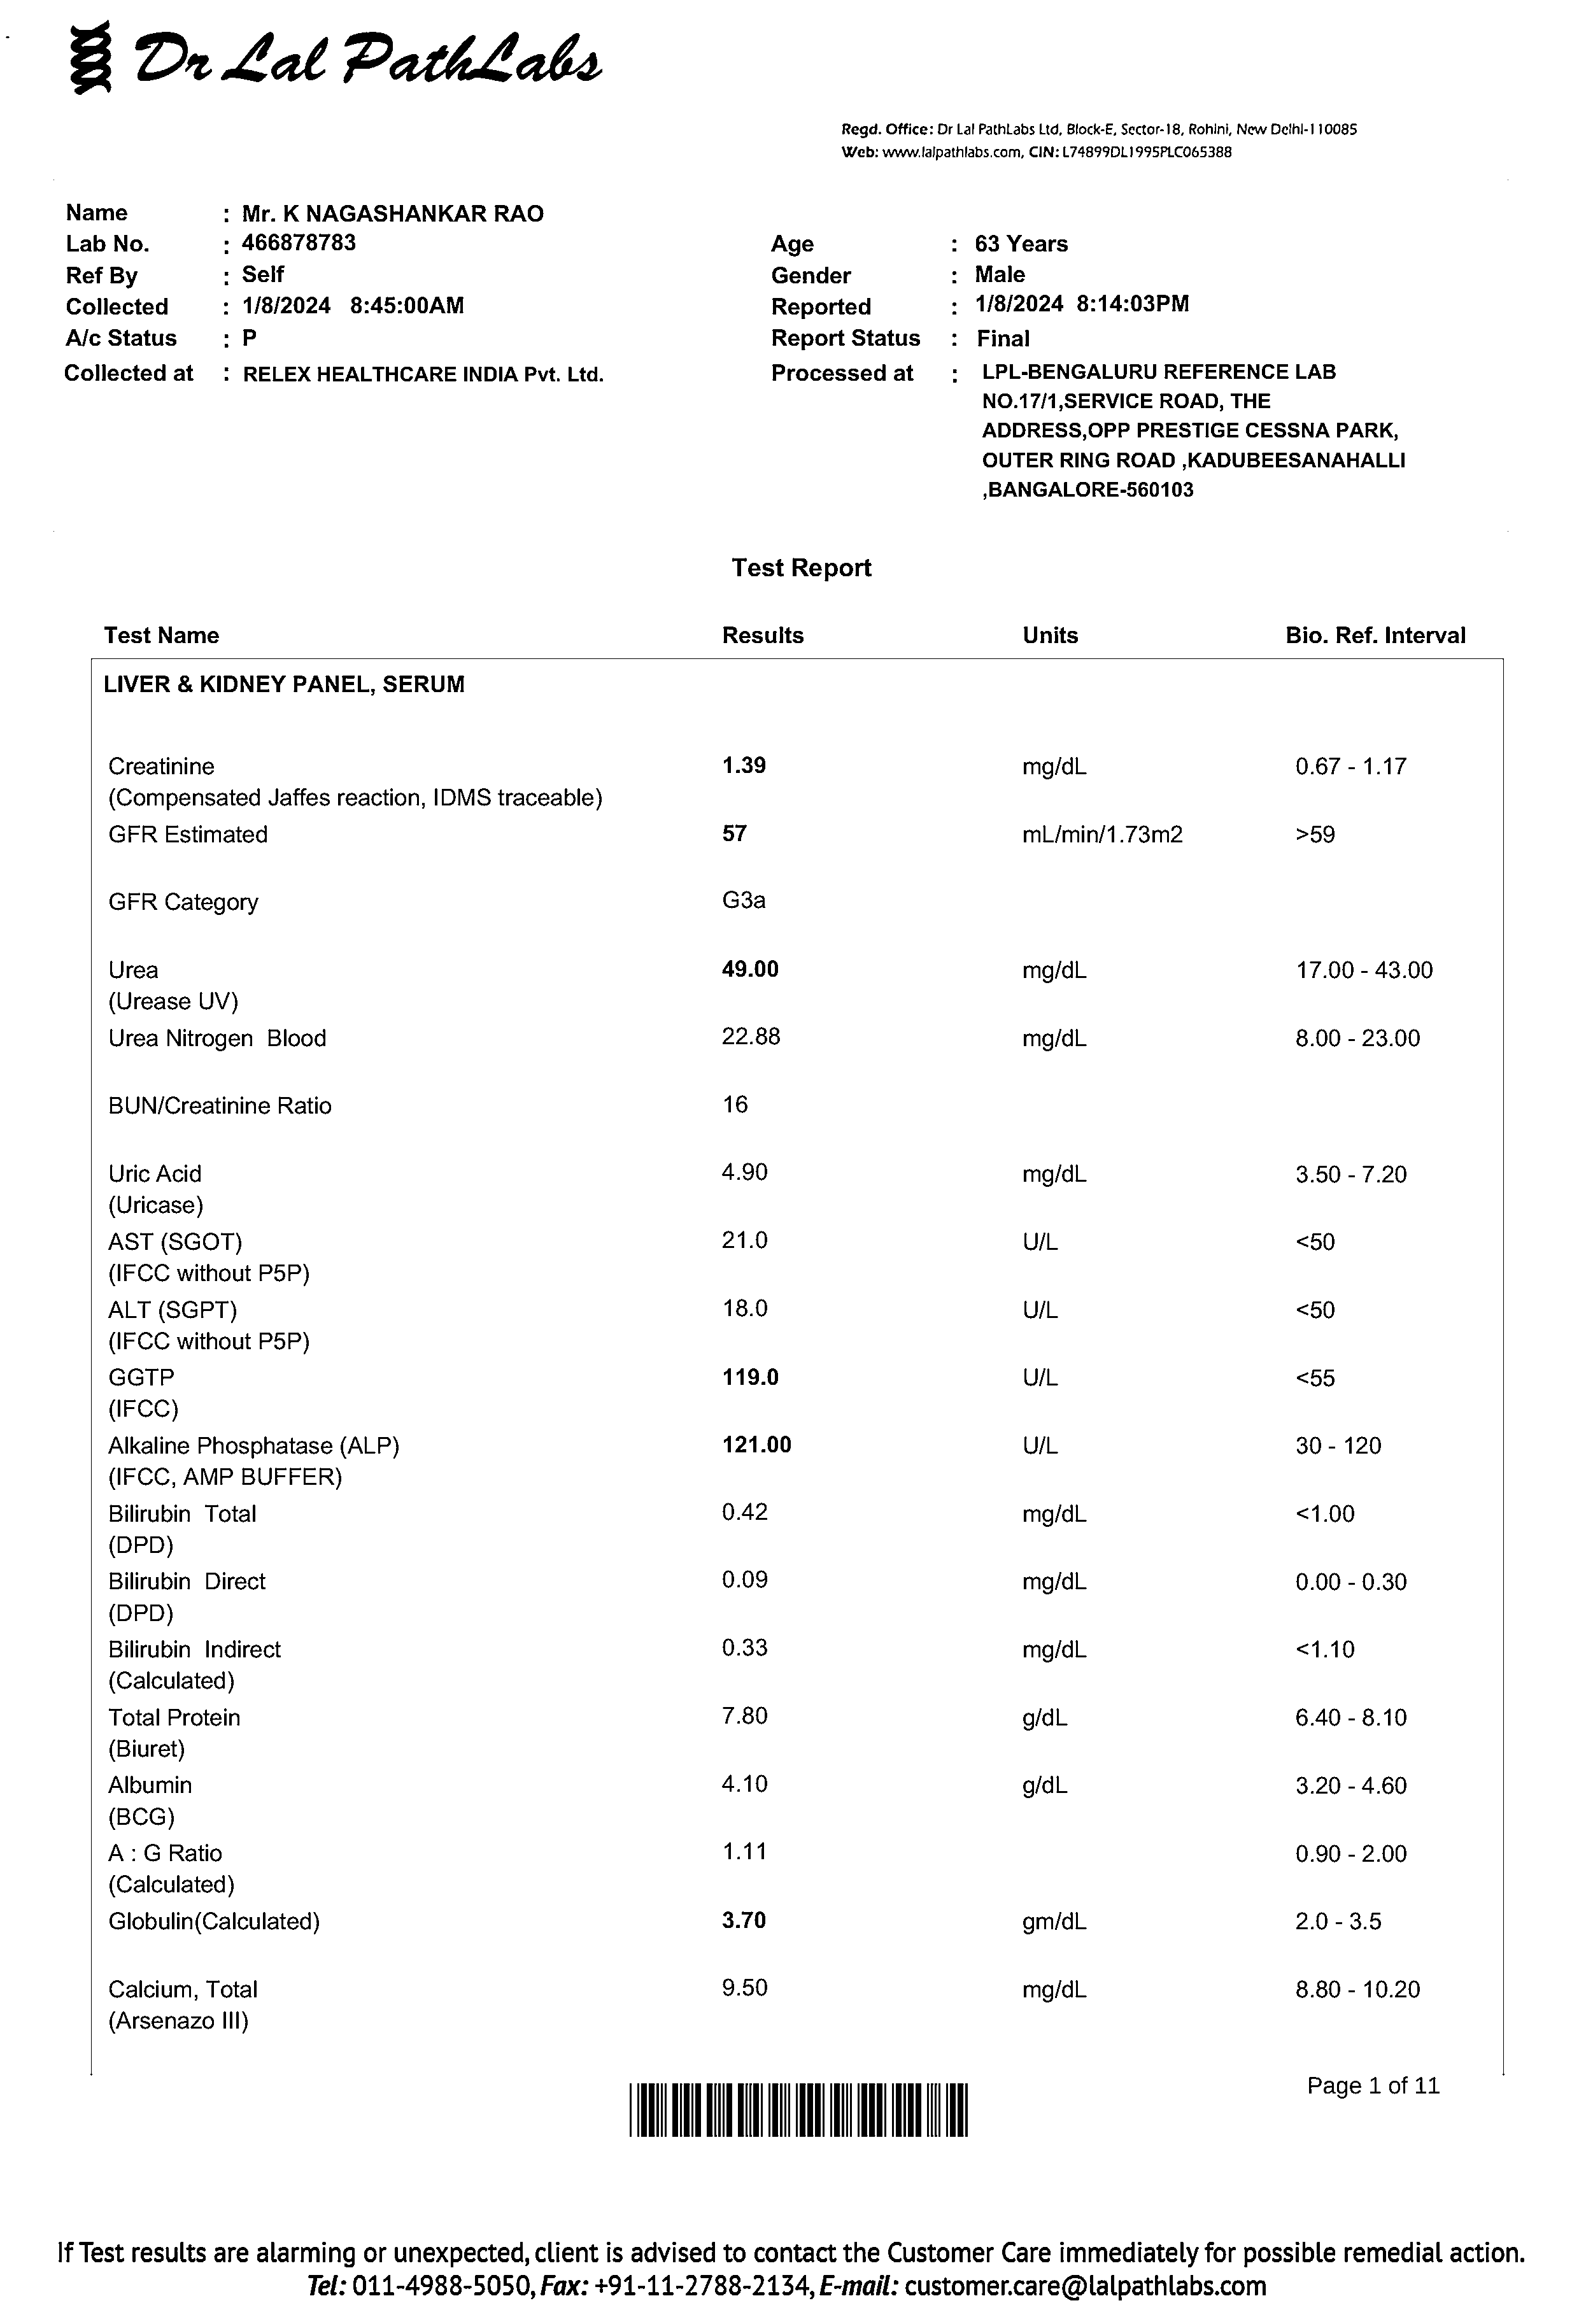 Dr Lal PathLabs
Regd. Office: Dr Lal PathLabs Ltd, Block-E, Sector-18, Rohini, New Delhi-110085
Web: www.lalpathlabs.com, CIN: L74899DL1995PLC065388
Name : Mr. K NAGASHANKAR RAO
Lab No. : 466878783 Age : 63 Years
Ref By : Self Gender : Male
Collected : 1/8/2024 8:45:00AM Reported : 1/8/2024 8:14:03PM
A/c Status : P Report Status : Final
Collected at : RELEX HEALTHCARE INDIA Pvt. Ltd. Processed at : LPL-BENGALURU REFERENCE LAB
NO.17/1,SERVICE ROAD, THE
ADDRESS,OPP PRESTIGE CESSNA PARK,
OUTER RING ROAD ,KADUBEESANAHALLI
,BANGALORE-560103
Test Report
Test Name Results Units Bio. Ref. Interval
LIVER & KIDNEY PANEL, SERUM
Creatinine 1.39 mg/dL 0.67 - 1.17
(Compensated Jaffes reaction, IDMS traceable)
GFR Estimated 57 mL/min/1.73m2 >59
GFR Category G3a
Urea 49.00 mg/dL 17.00 - 43.00
(Urease UV)
Urea Nitrogen Blood 22.88 mg/dL 8.00 - 23.00
BUN/Creatinine Ratio 16
Uric Acid 4.90 mg/dL 3.50 - 7.20
(Uricase)
AST (SGOT) 21.0 U/L <50
(IFCC without P5P)
ALT (SGPT) 18.0 U/L <50
(IFCC without P5P)
GGTP 119.0 U/L <55
(IFCC)
Alkaline Phosphatase (ALP) 121.00 U/L 30 - 120
(IFCC, AMP BUFFER)
Bilirubin Total 0.42 mg/dL <1.00
(DPD)
Bilirubin Direct 0.09 mg/dL 0.00 - 0.30
(DPD)
Bilirubin Indirect 0.33 mg/dL <1.10
(Calculated)
Total Protein 7.80 g/dL 6.40 - 8.10
(Biuret)
Albumin 4.10 g/dL 3.20 - 4.60
(BCG)
A : G Ratio 1.11 0.90 - 2.00
(Calculated)
Globulin(Calculated) 3.70 gm/dL 2.0 - 3.5
Calcium, Total 9.50 mg/dL 8.80 - 10.20
(Arsenazo III)
Page 1 of 11
If Test results are alarming or unexpected, client is advised to contact the Customer Care immediately for possible remedial action.
Tel: 011-4988-5050, Fax: +91-11-2788-2134, E-mail: customer.care@lalpathlabs.com